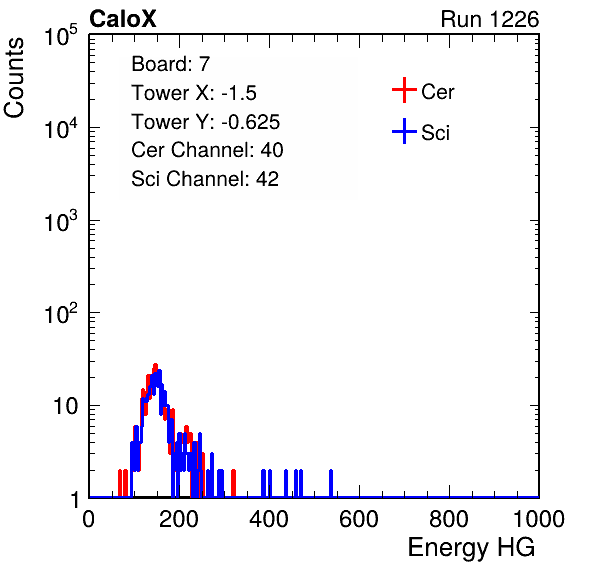 CaloX Run 1226
Counts
10^5
10^4
10^3
10^2
10
1
Board: 7
Tower X: -1.5
Tower Y: -0.625
Cer Channel: 40
Sci Channel: 42
Cer
Sci
0 200 400 600 800 1000
Energy HG